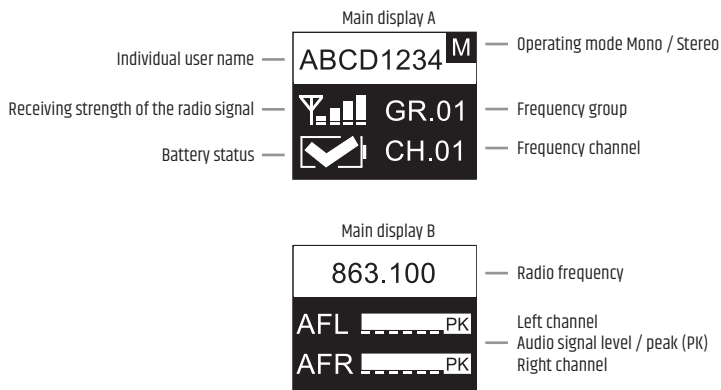 Main display A
Individual user name
ABCD1234
M
Operating mode Mono / Stereo
Receiving strength of the radio signal
GR.01
Frequency group
Battery status
CH.01
Frequency channel
Main display B
863.100
Radio frequency
AFL
PK
Left channel
Audio signal level / peak (PK)
AFR
PK
Right channel